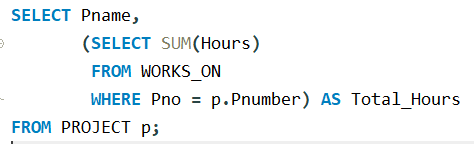 SELECT Pname,
(SELECT SUM(Hours)
FROM WORKS_ON
WHERE Pno = p.Pnumber) AS Total_Hours
FROM PROJECT p;